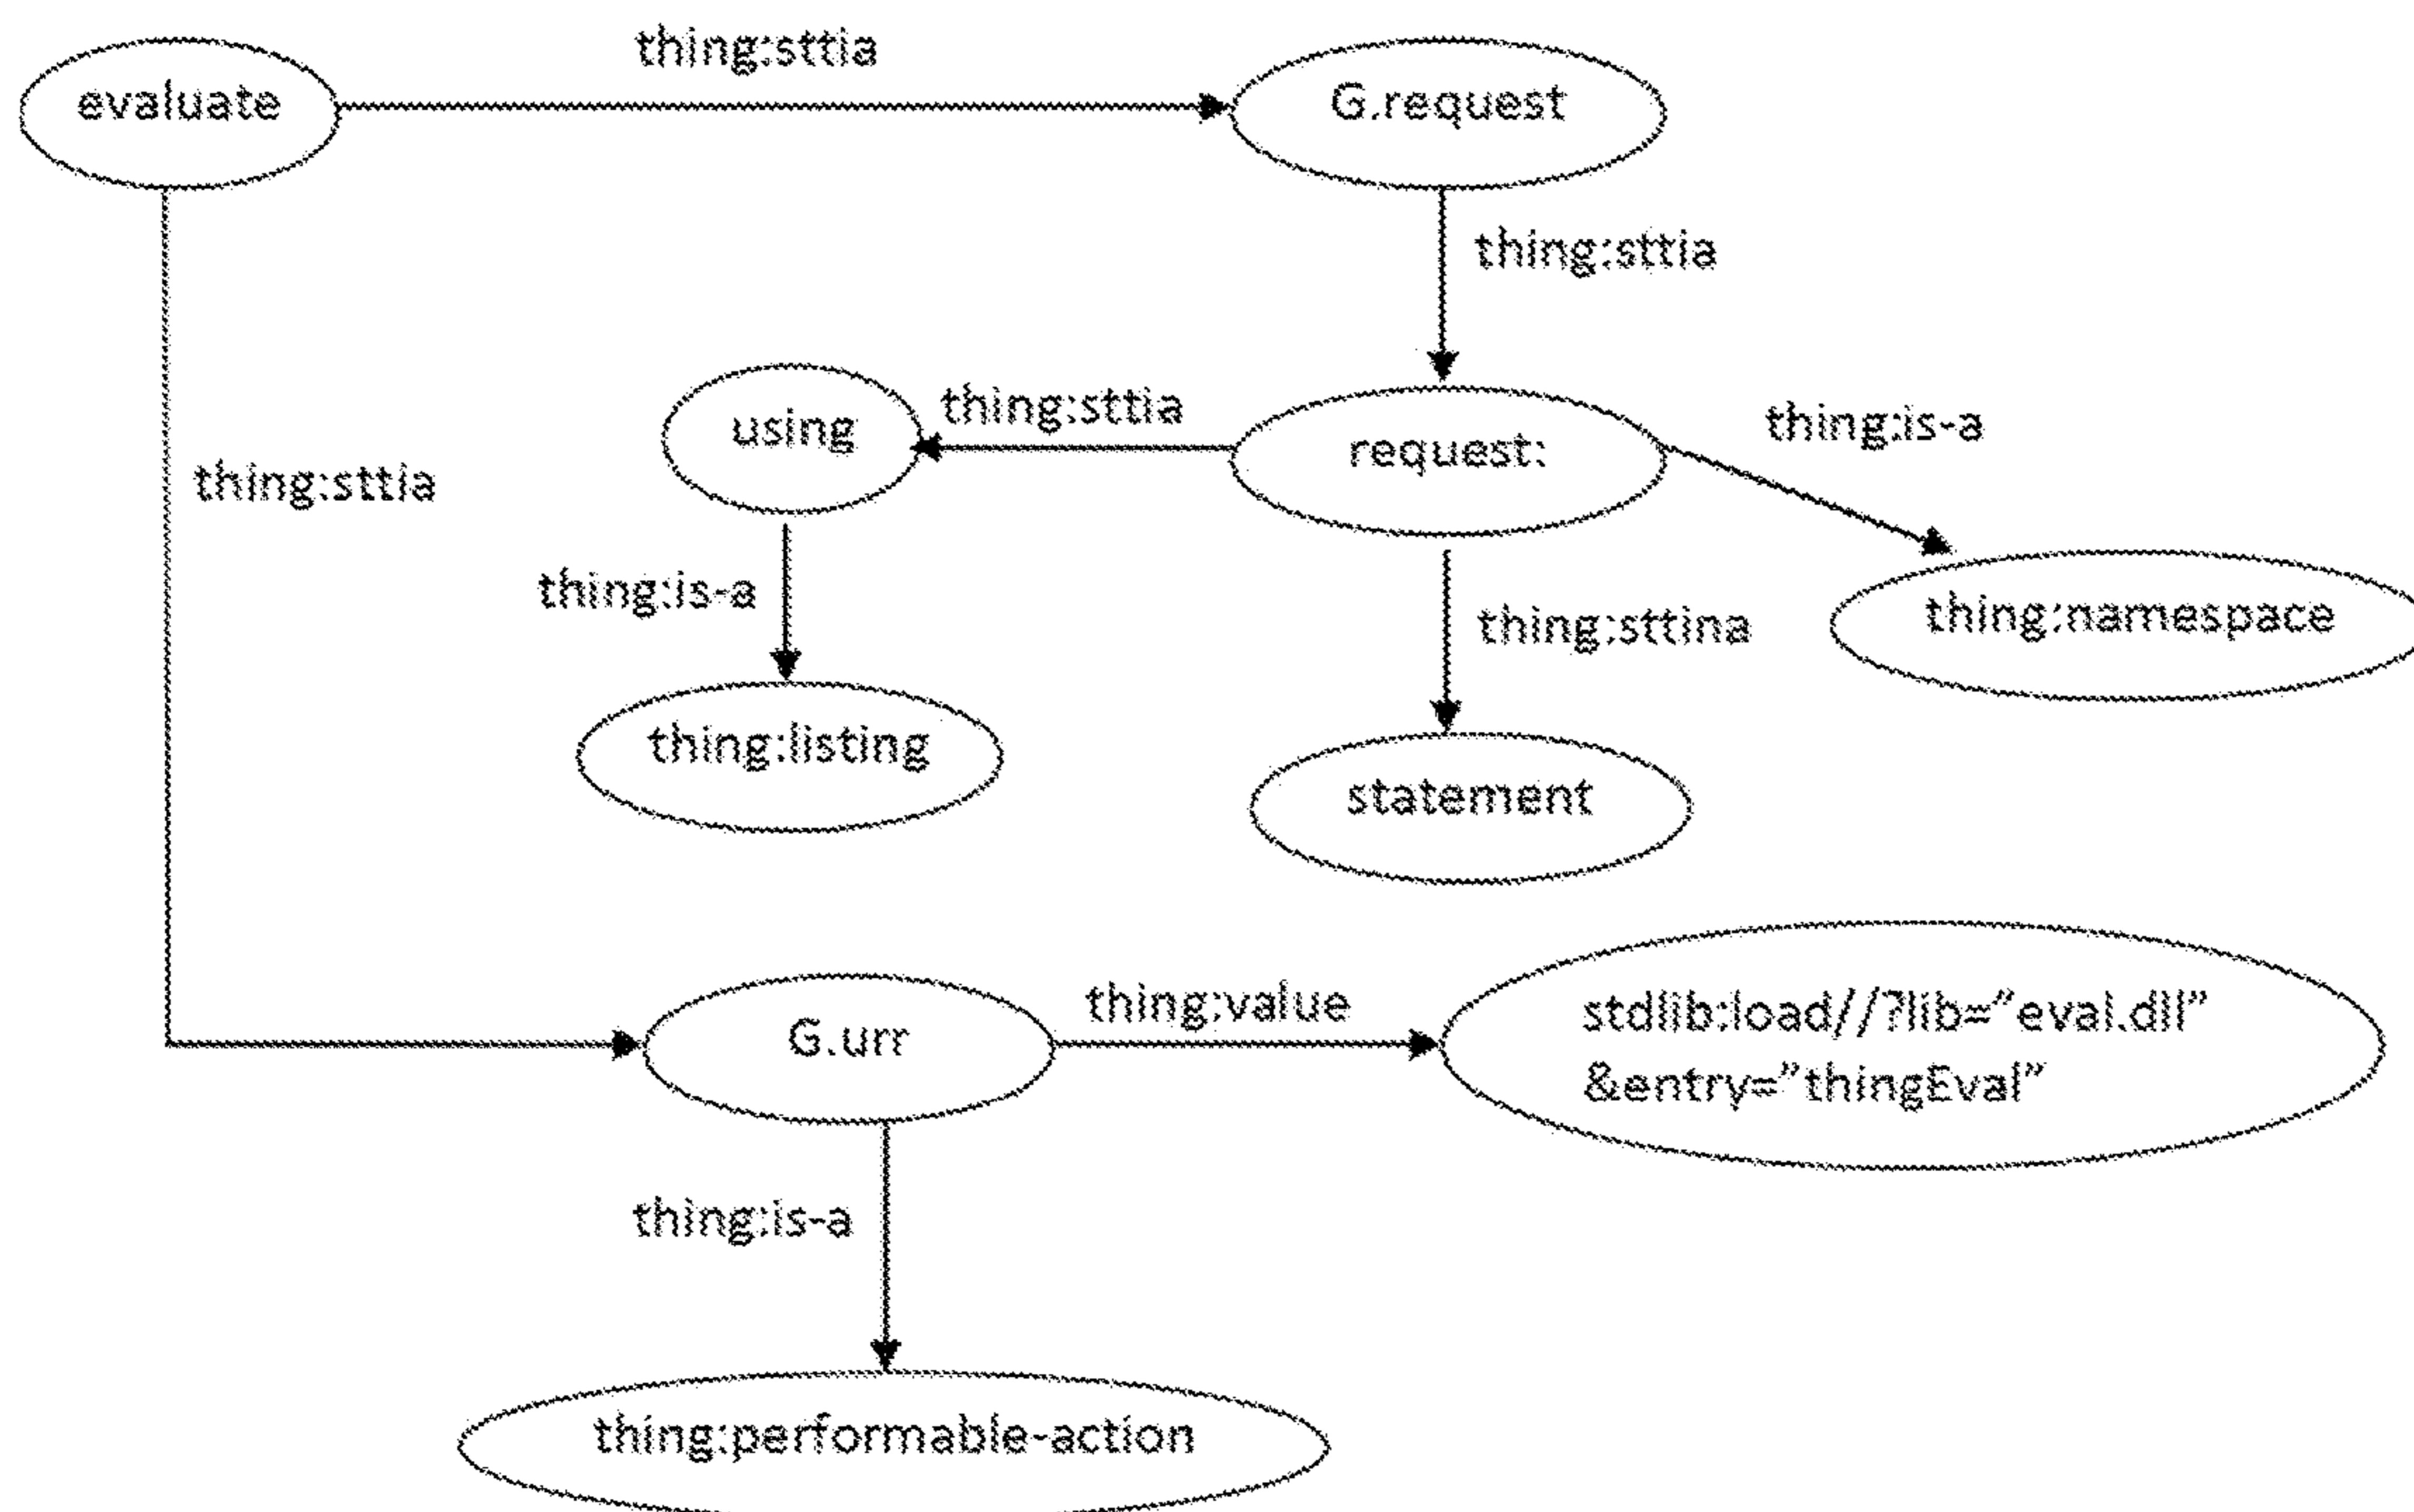 thing:sttia
evaluate
G.request
thing:sttia
using
thing:sttia
request:
thing:is-a
thing:sttia
thing:is-a
thing:sttina
thing:namespace
thing:listing
statement
G.urr
thing:value
stdlib:load//?lib=”eval.dll”
&entry=”thingEval”
thing:is-a
thing:performable-action